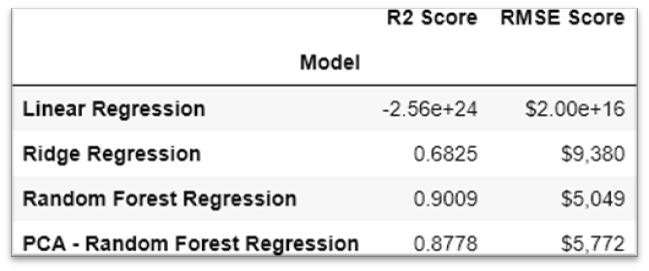 R2 Score RMSE Score
Model
Linear Regression -2.56e+24 $2.00e+16
Ridge Regression 0.6825 $9,380
Random Forest Regression 0.9009 $5,049
PCA - Random Forest Regression 0.8778 $5,772